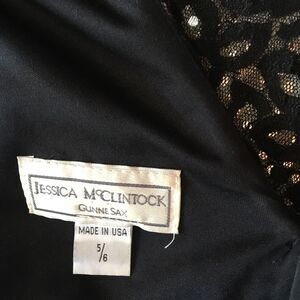 JESSICA McCLINTOCK
GUNNE SAX
MADE IN USA
5/
/6